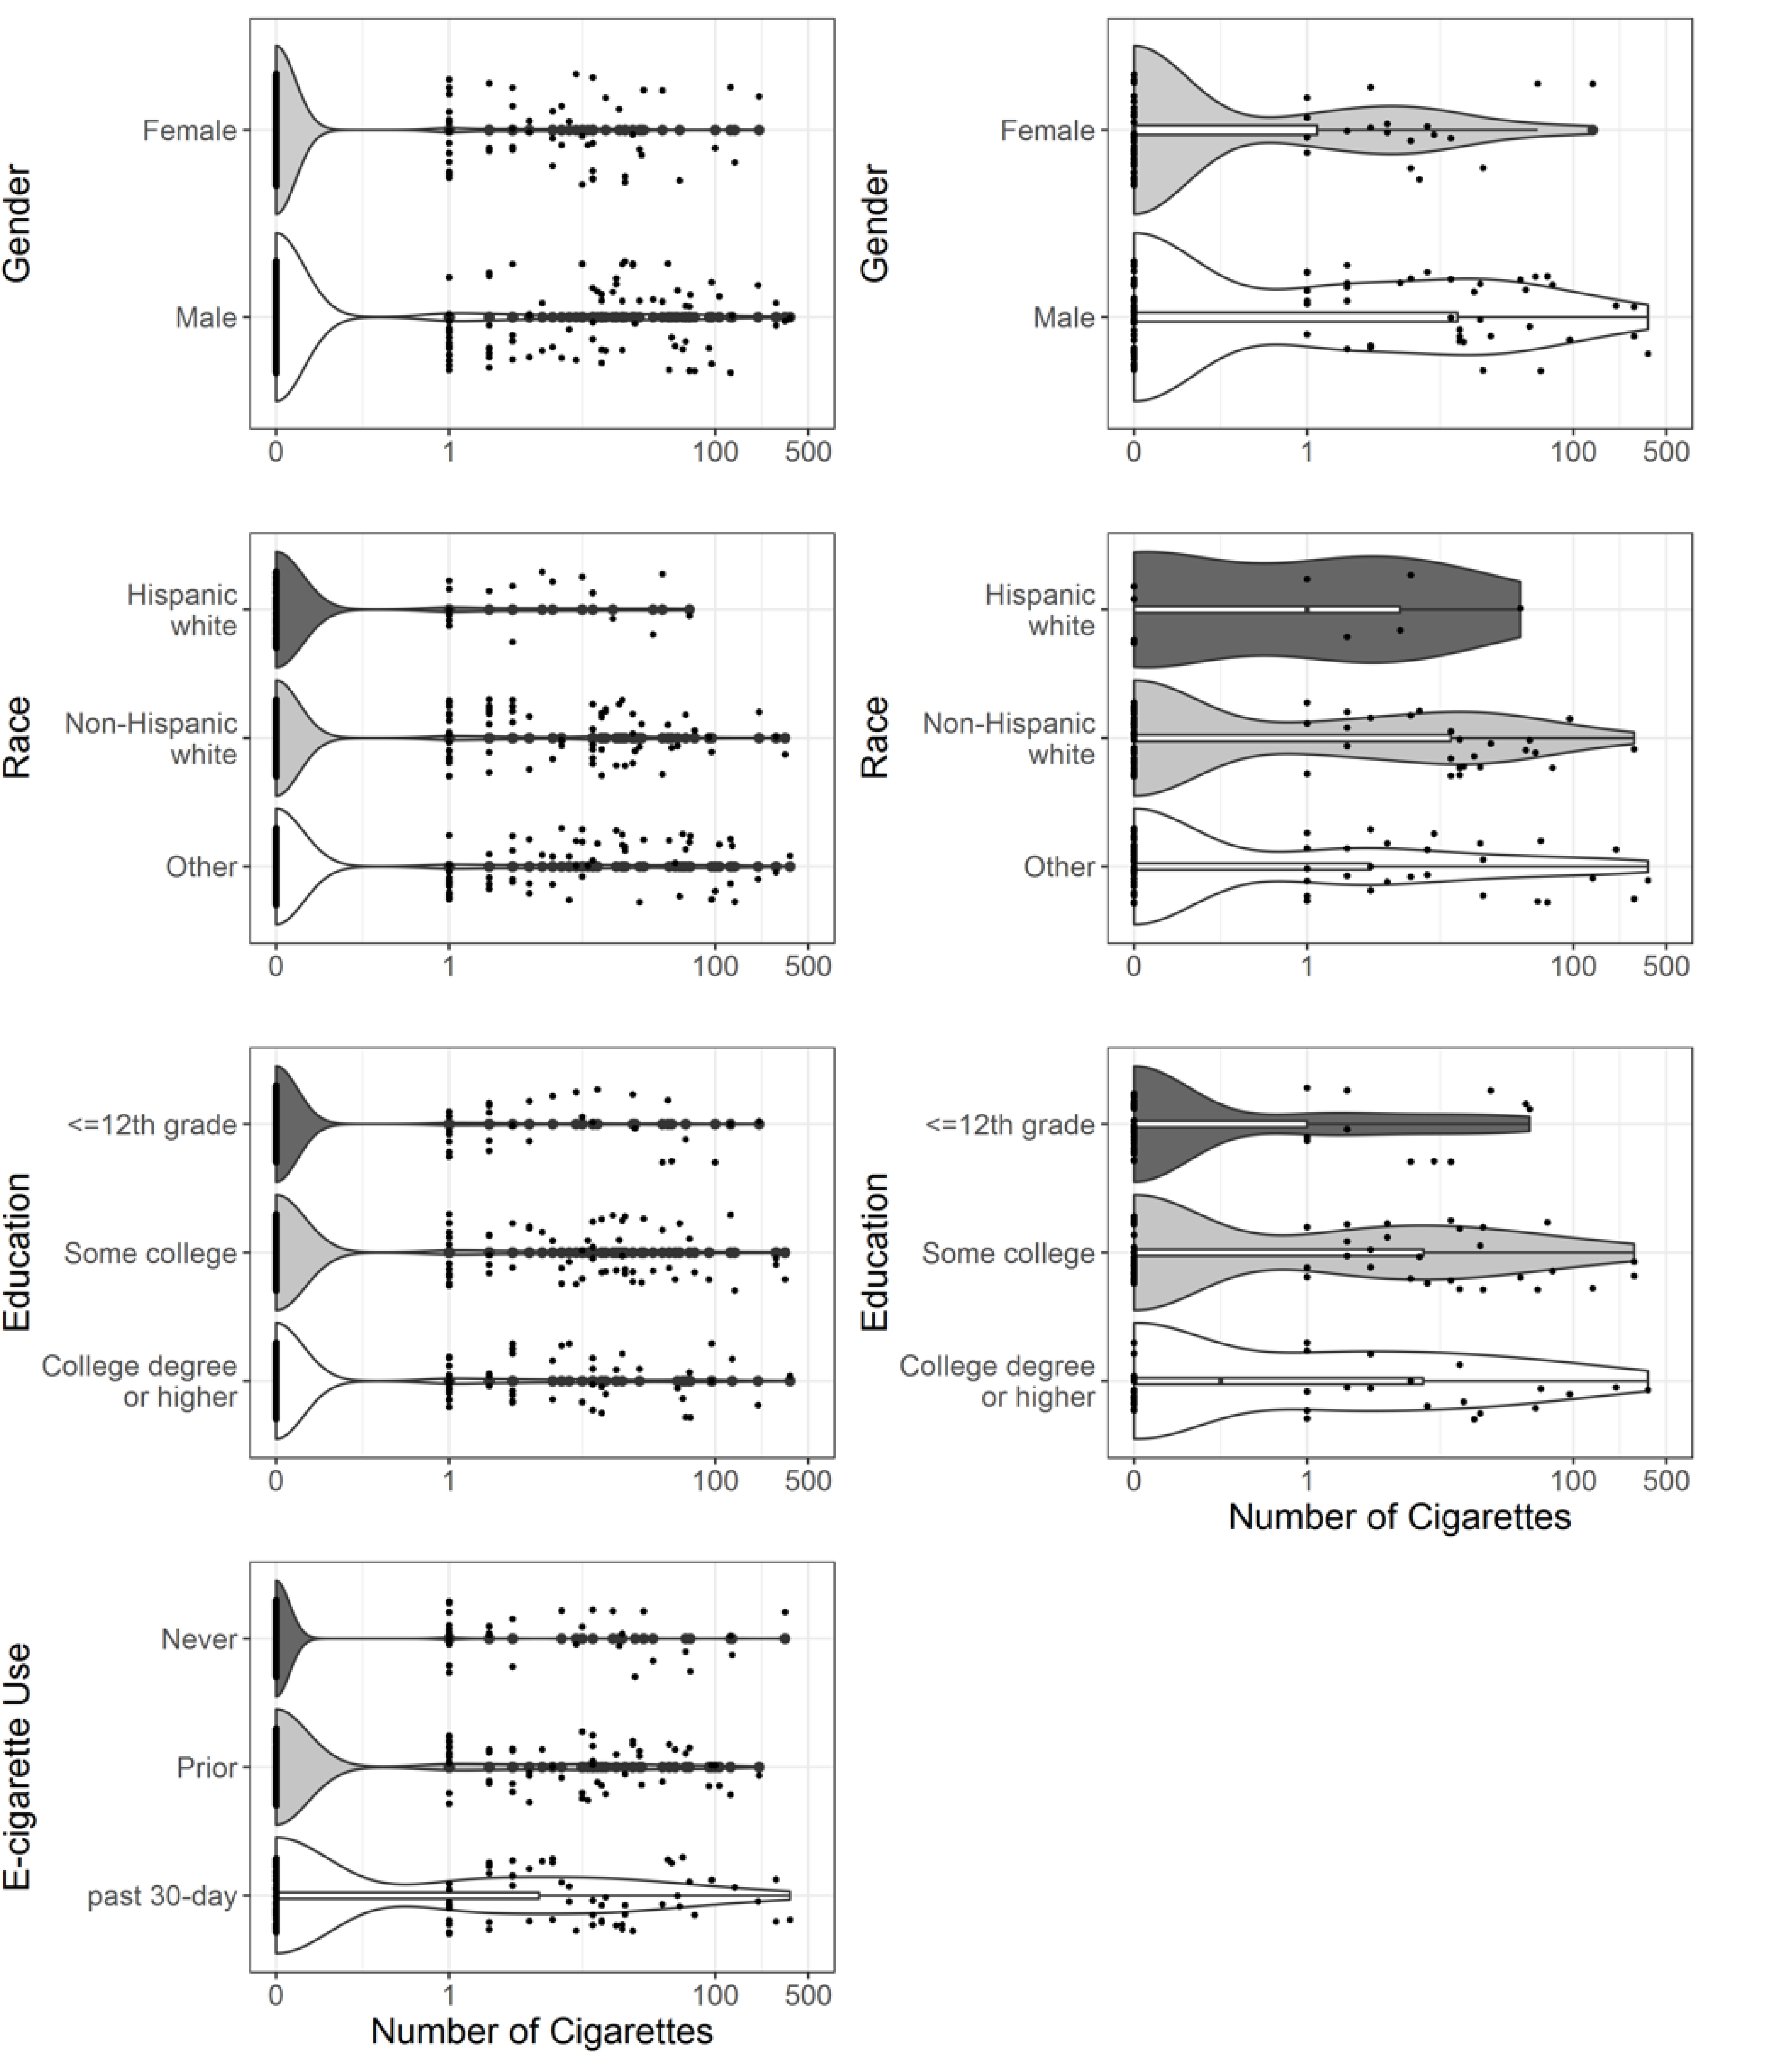 Gender
Female
Male
0 1 100 500
Gender
Female
Male
0 1 100 500
Race
Hispanic
white
Non-Hispanic
white
Other
0 1 100 500
Race
Hispanic
white
Non-Hispanic
white
Other
0 1 100 500
Education
<=12th grade
Some college
College degree
or higher
0 1 100 500
Education
<=12th grade
Some college
College degree
or higher
0 1 100 500
Number of Cigarettes
E-cigarette Use
Never
Prior
past 30-day
0 1 100 500
Number of Cigarettes